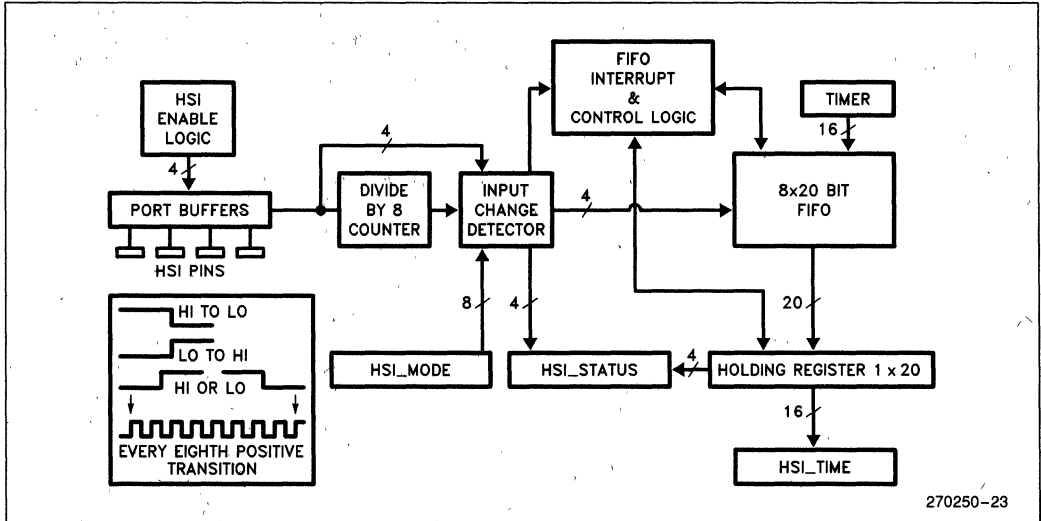 HSI
ENABLE
LOGIC
4
PORT BUFFERS
HSI PINS
4
DIVIDE
BY 8
COUNTER
INPUT
CHANGE
DETECTOR
FIFO
INTERRUPT
&
CONTROL LOGIC
TIMER
16
4
8x20 BIT
FIFO
8
4
20
HSI_MODE
HSI_STATUS
4
HOLDING REGISTER 1 x 20
16
HSI_TIME
HI TO LO
LO TO HI
HI OR LO
EVERY EIGHTH POSITIVE
TRANSITION
270250-23